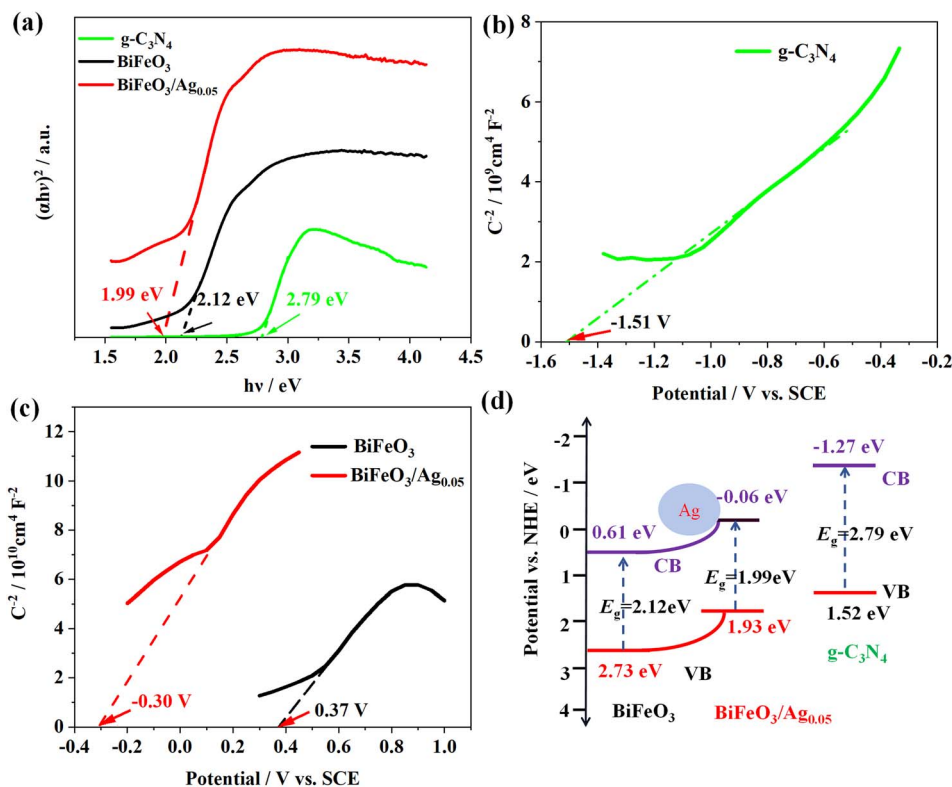 (a)
g-C₃N₄
BiFeO₃
BiFeO₃/Ag₀.₀₅
(αhν)² / a.u.
1.99 eV
2.12 eV
2.79 eV
1.5 2.0 2.5 3.0 3.5 4.0 4.5
hν / eV
(b)
g-C₃N₄
C⁻² / 10⁹cm⁴ F⁻²
8
6
4
2
0
-1.51 V
-1.6 -1.4 -1.2 -1.0 -0.8 -0.6 -0.4 -0.2
Potential / V vs. SCE
(c)
BiFeO₃
BiFeO₃/Ag₀.₀₅
C⁻² / 10¹⁰cm⁴ F⁻²
12
10
8
6
4
2
0
-0.30 V
0.37 V
-0.4 -0.2 0.0 0.2 0.4 0.6 0.8 1.0
Potential / V vs. SCE
(d)
Potential vs. NHE / eV
-2
-1
0
1
2
3
4
-1.27 eV
CB
-0.06 eV
Ag
0.61 eV
CB
Eg=2.79 eV
Eg=1.99eV
Eg=2.12eV
VB
1.52 eV
1.93 eV
g-C₃N₄
2.73 eV
VB
BiFeO₃
BiFeO₃/Ag₀.₀₅